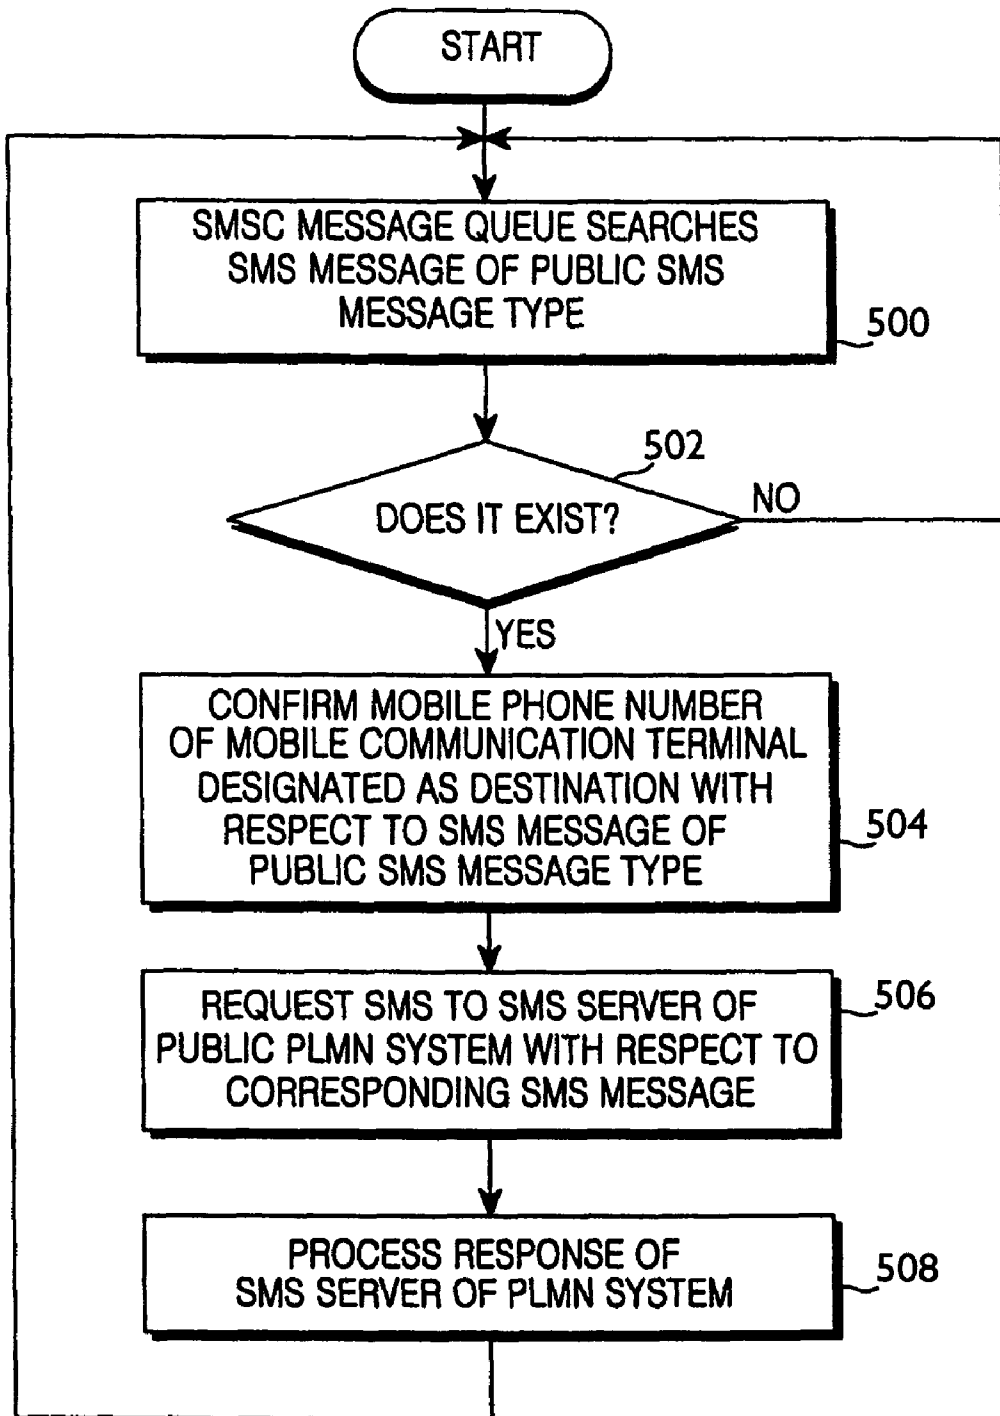 START
SMSC MESSAGE QUEUE SEARCHES
SMS MESSAGE OF PUBLIC SMS
MESSAGE TYPE
500
502
DOES IT EXIST?
NO
YES
CONFIRM MOBILE PHONE NUMBER
OF MOBILE COMMUNICATION TERMINAL
DESIGNATED AS DESTINATION WITH
RESPECT TO SMS MESSAGE OF
PUBLIC SMS MESSAGE TYPE
504
REQUEST SMS TO SMS SERVER OF
PUBLIC PLMN SYSTEM WITH RESPECT TO
CORRESPONDING SMS MESSAGE
506
PROCESS RESPONSE OF
SMS SERVER OF PLMN SYSTEM
508